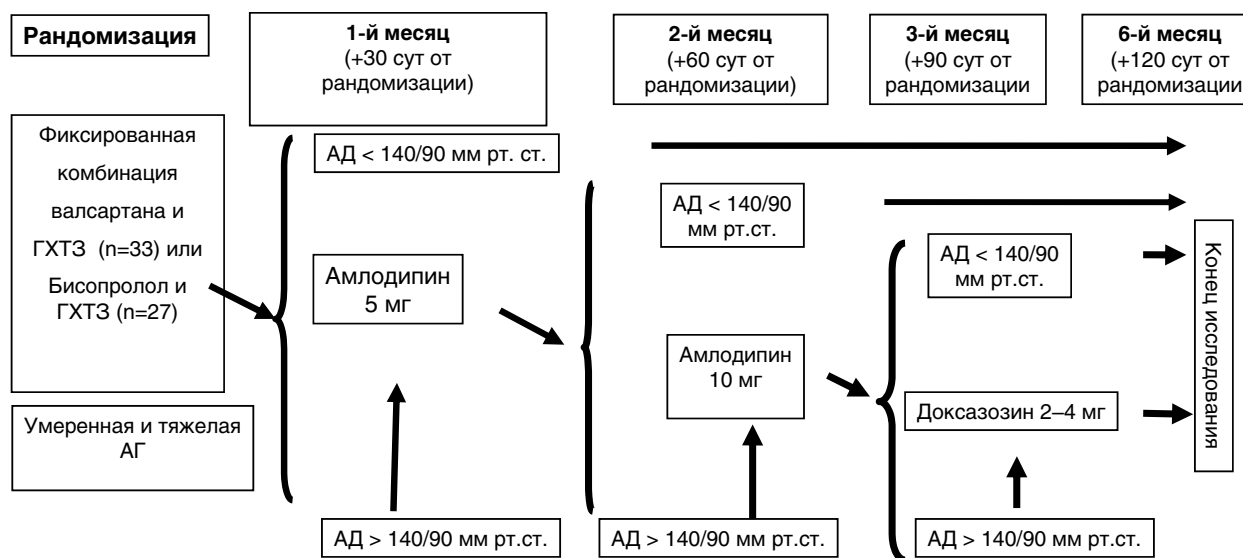 Рандомизация
1-й месяц
(+30 сут от
рандомизации)
2-й месяц
(+60 сут от
рандомизации)
3-й месяц
(+90 сут от
рандомизации
6-й месяц
(+120 сут от
рандомизации
Фиксированная
комбинация
валсартана и
ГХТЗ (n=33) или
Бисопролол и
ГХТЗ (n=27)
Умеренная и тяжелая
АГ
АД < 140/90 мм рт. ст.
Амлодипин
5 мг
АД > 140/90 мм рт.ст.
АД < 140/90
мм рт.ст.
Амлодипин
10 мг
АД > 140/90 мм рт.ст.
АД < 140/90
мм рт.ст.
Доксазозин 2–4 мг
АД > 140/90 мм рт.ст.
Конец исследования